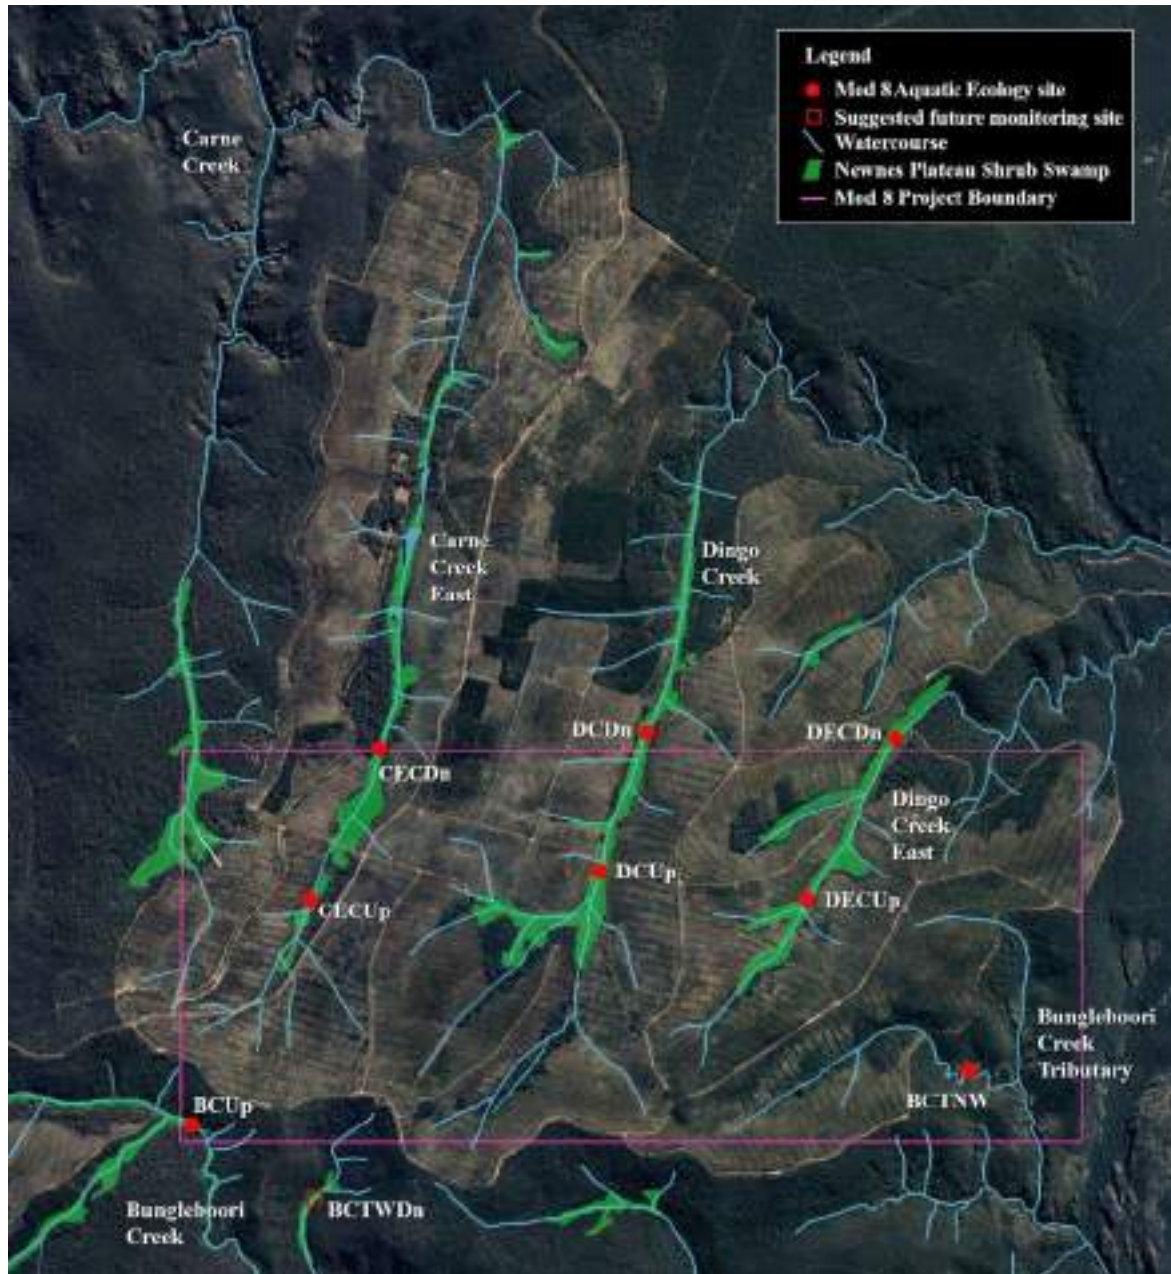 Legend
Mod 8 Aquatic Ecology site
Suggested future monitoring site
Watercourse
Newnes Plateau Shrub Swamp
Mod 8 Project Boundary
Carne
Creek
Carne
Creek
East
Dingo
Creek
DCDn
DECDn
CECDn
Dingo
Creek
East
DCUp
CECUp
DECUp
Bungleboori
Creek
Tributary
BCTNW
BCUp
Bungleboori
Creek
BCTWDn